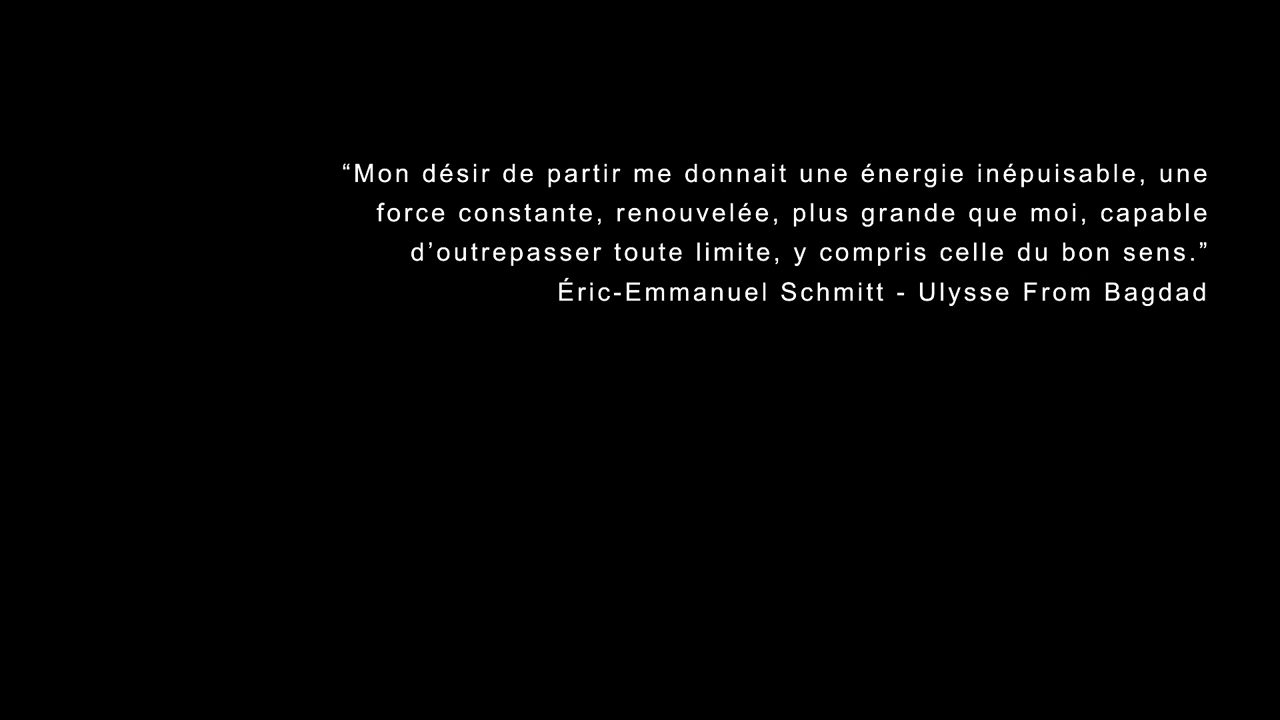 “Mon désir de partir me donnait une énergie inépuisable, une
force constante, renouvelée, plus grande que moi, capable
d’outrepasser toute limite, y compris celle du bon sens.”
Éric-Emmanuel Schmitt - Ulysse From Bagdad